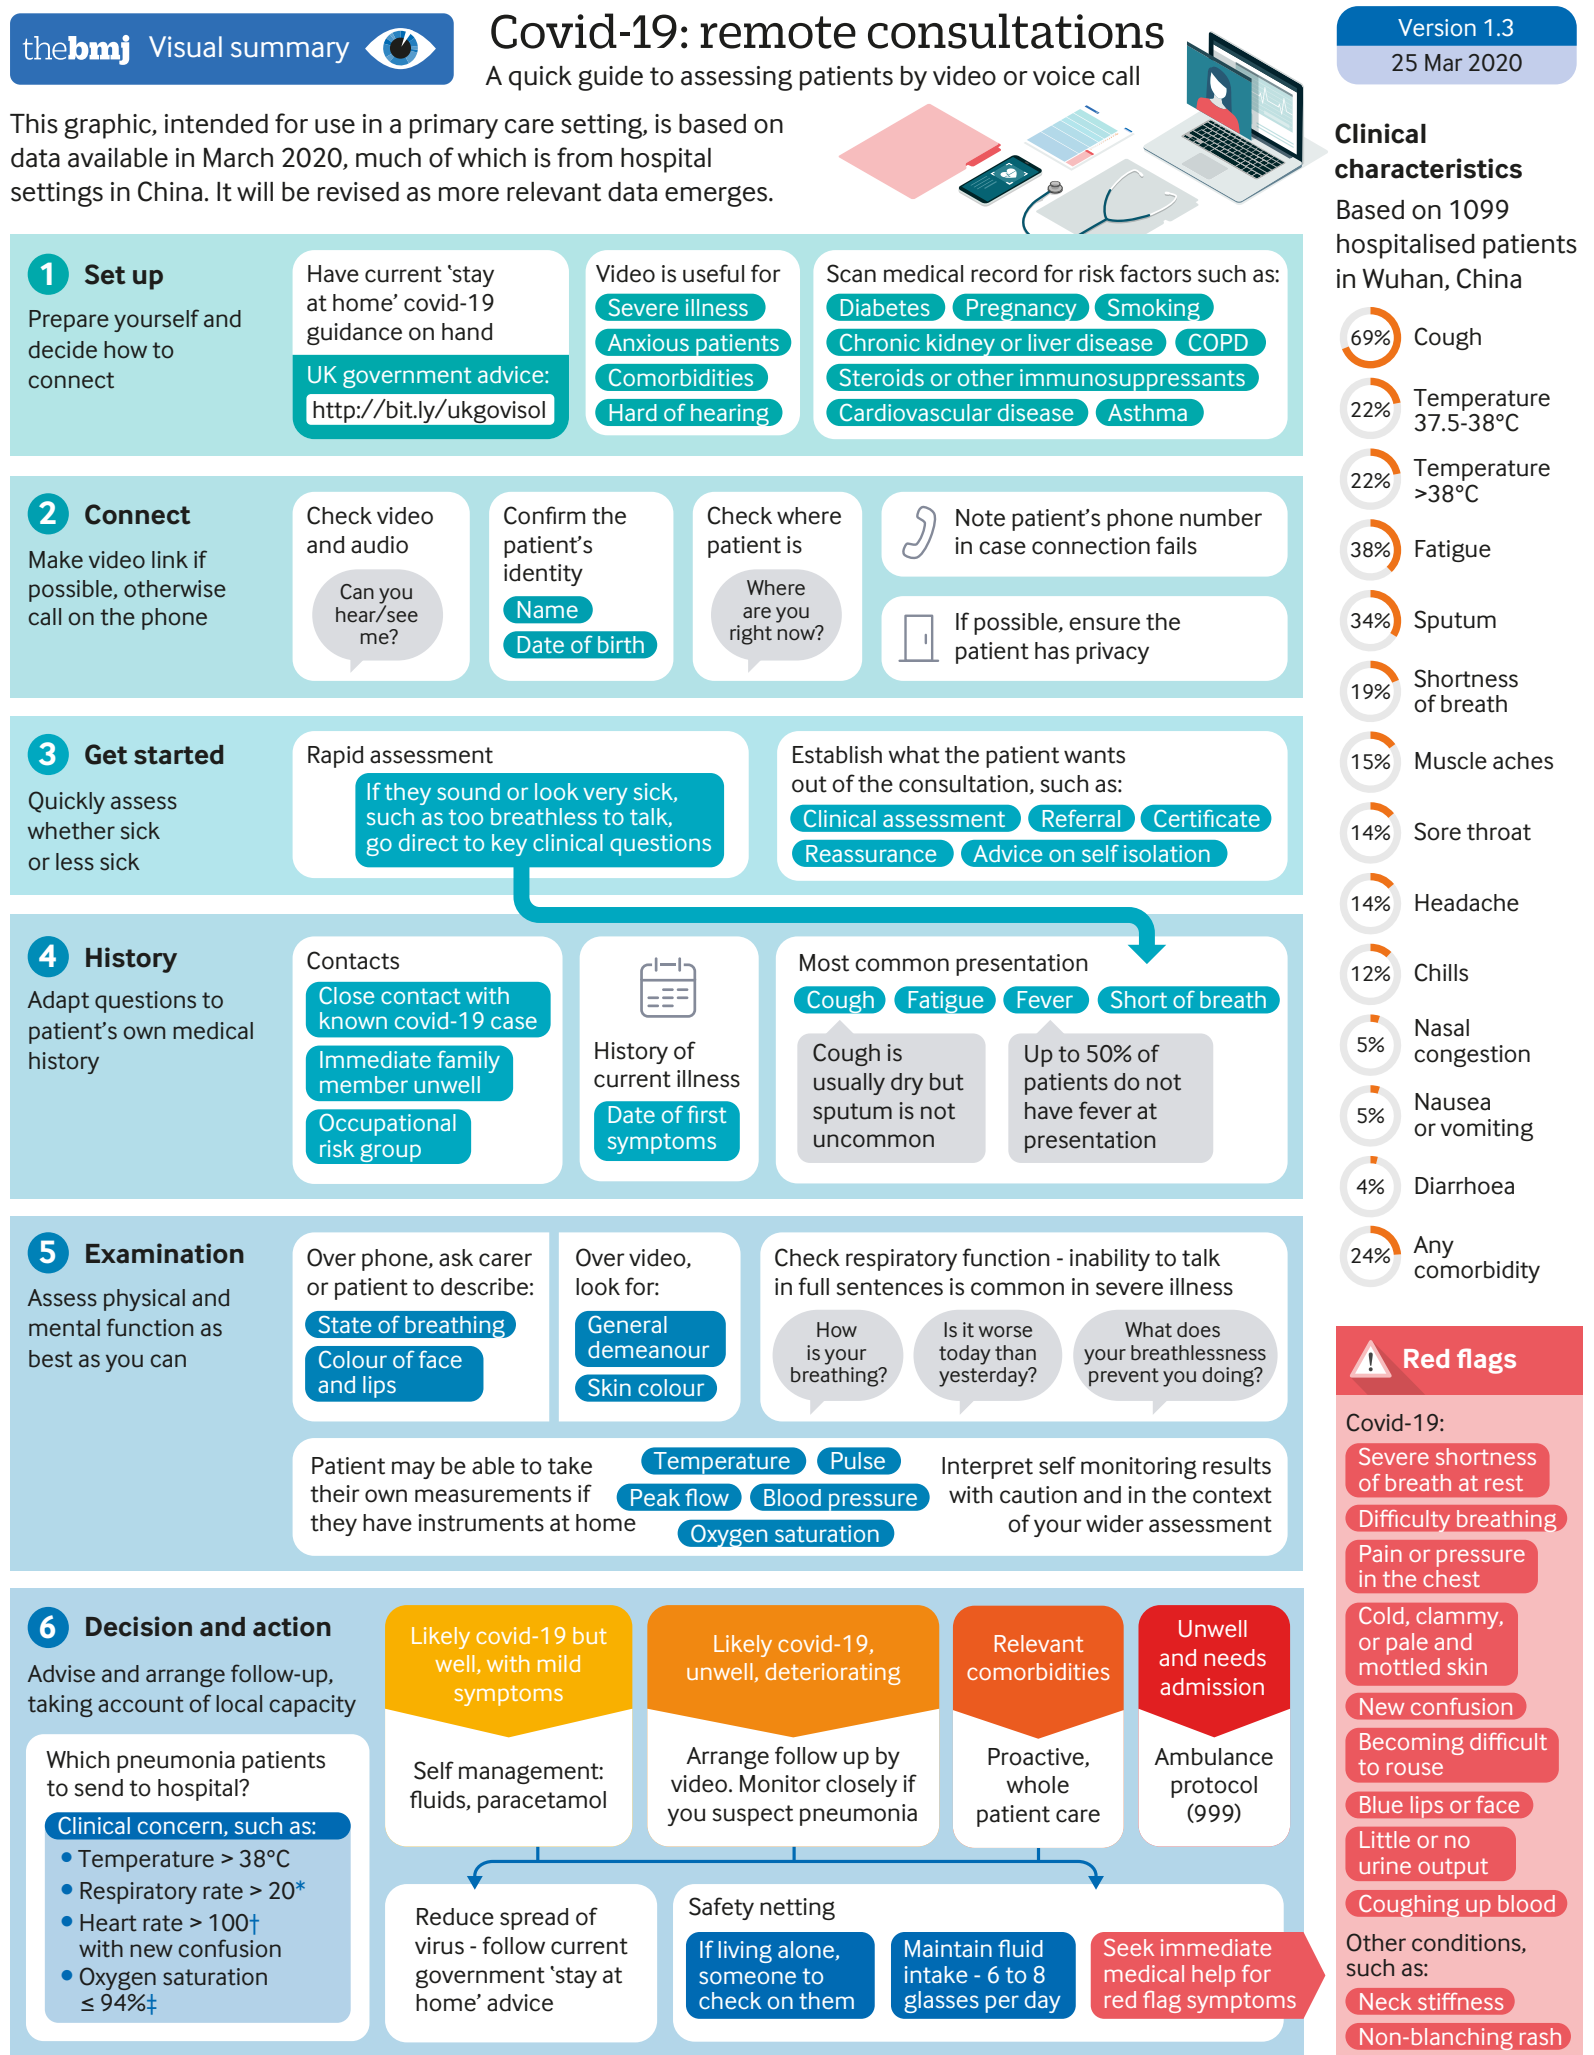 thebmj Visual summary
Covid-19: remote consultations
A quick guide to assessing patients by video or voice call
Version 1.3
25 Mar 2020
This graphic, intended for use in a primary care setting, is based on
data available in March 2020, much of which is from hospital
settings in China. It will be revised as more relevant data emerges.
1 Set up
Prepare yourself and
decide how to
connect
Have current 'stay
at home' covid-19
guidance on hand
UK government advice:
http://bit.ly/ukgovisol
Video is useful for
Severe illness
Anxious patients
Comorbidities
Hard of hearing
Scan medical record for risk factors such as:
Diabetes Pregnancy Smoking
Chronic kidney or liver disease COPD
Steroids or other immunosuppressants
Cardiovascular disease Asthma
2 Connect
Make video link if
possible, otherwise
call on the phone
Check video
and audio
Can you
hear/see
me?
Confirm the
patient's
identity
Name
Date of birth
Check where
patient is
Where
are you
right now?
Note patient's phone number
in case connection fails
If possible, ensure the
patient has privacy
3 Get started
Quickly assess
whether sick
or less sick
Rapid assessment
If they sound or look very sick,
such as too breathless to talk,
go direct to key clinical questions
Establish what the patient wants
out of the consultation, such as:
Clinical assessment Referral Certificate
Reassurance Advice on self isolation
4 History
Adapt questions to
patient's own medical
history
Contacts
Close contact with
known covid-19 case
Immediate family
member unwell
Occupational
risk group
History of
current illness
Date of first
symptoms
Most common presentation
Cough Fatigue Fever Short of breath
Cough is
usually dry but
sputum is not
uncommon
Up to 50% of
patients do not
have fever at
presentation
5 Examination
Assess physical and
mental function as
best as you can
Over phone, ask carer
or patient to describe:
State of breathing
Colour of face
and lips
Over video,
look for:
General
demeanour
Skin colour
Check respiratory function - inability to talk
in full sentences is common in severe illness
How
is your
breathing?
Is it worse
today than
yesterday?
What does
your breathlessness
prevent you doing?
Patient may be able to take
their own measurements if
they have instruments at home
Temperature Pulse
Peak flow Blood pressure
Oxygen saturation
Interpret self monitoring results
with caution and in the context
of your wider assessment
6 Decision and action
Advise and arrange follow-up,
taking account of local capacity
Which pneumonia patients
to send to hospital?
Clinical concern, such as:
• Temperature > 38°C
• Respiratory rate > 20*
• Heart rate > 100†
with new confusion
• Oxygen saturation
≤ 94%‡
Likely covid-19 but
well, with mild
symptoms
Self management:
fluids, paracetamol
Likely covid-19,
unwell, deteriorating
Arrange follow up by
video. Monitor closely if
you suspect pneumonia
Relevant
comorbidities
Proactive,
whole
patient care
Unwell
and needs
admission
Ambulance
protocol
(999)
Reduce spread of
virus - follow current
government 'stay at
home' advice
Safety netting
If living alone,
someone to
check on them
Maintain fluid
intake - 6 to 8
glasses per day
Seek immediate
medical help for
red flag symptoms
Clinical
characteristics
Based on 1099
hospitalised patients
in Wuhan, China
69% Cough
22% Temperature
37.5-38°C
22% Temperature
>38°C
38% Fatigue
34% Sputum
19% Shortness
of breath
15% Muscle aches
14% Sore throat
14% Headache
12% Chills
5% Nasal
congestion
5% Nausea
or vomiting
4% Diarrhoea
24% Any
comorbidity
! Red flags
Covid-19:
Severe shortness
of breath at rest
Difficulty breathing
Pain or pressure
in the chest
Cold, clammy,
or pale and
mottled skin
New confusion
Becoming difficult
to rouse
Blue lips or face
Little or no
urine output
Coughing up blood
Other conditions,
such as:
Neck stiffness
Non-blanching rash